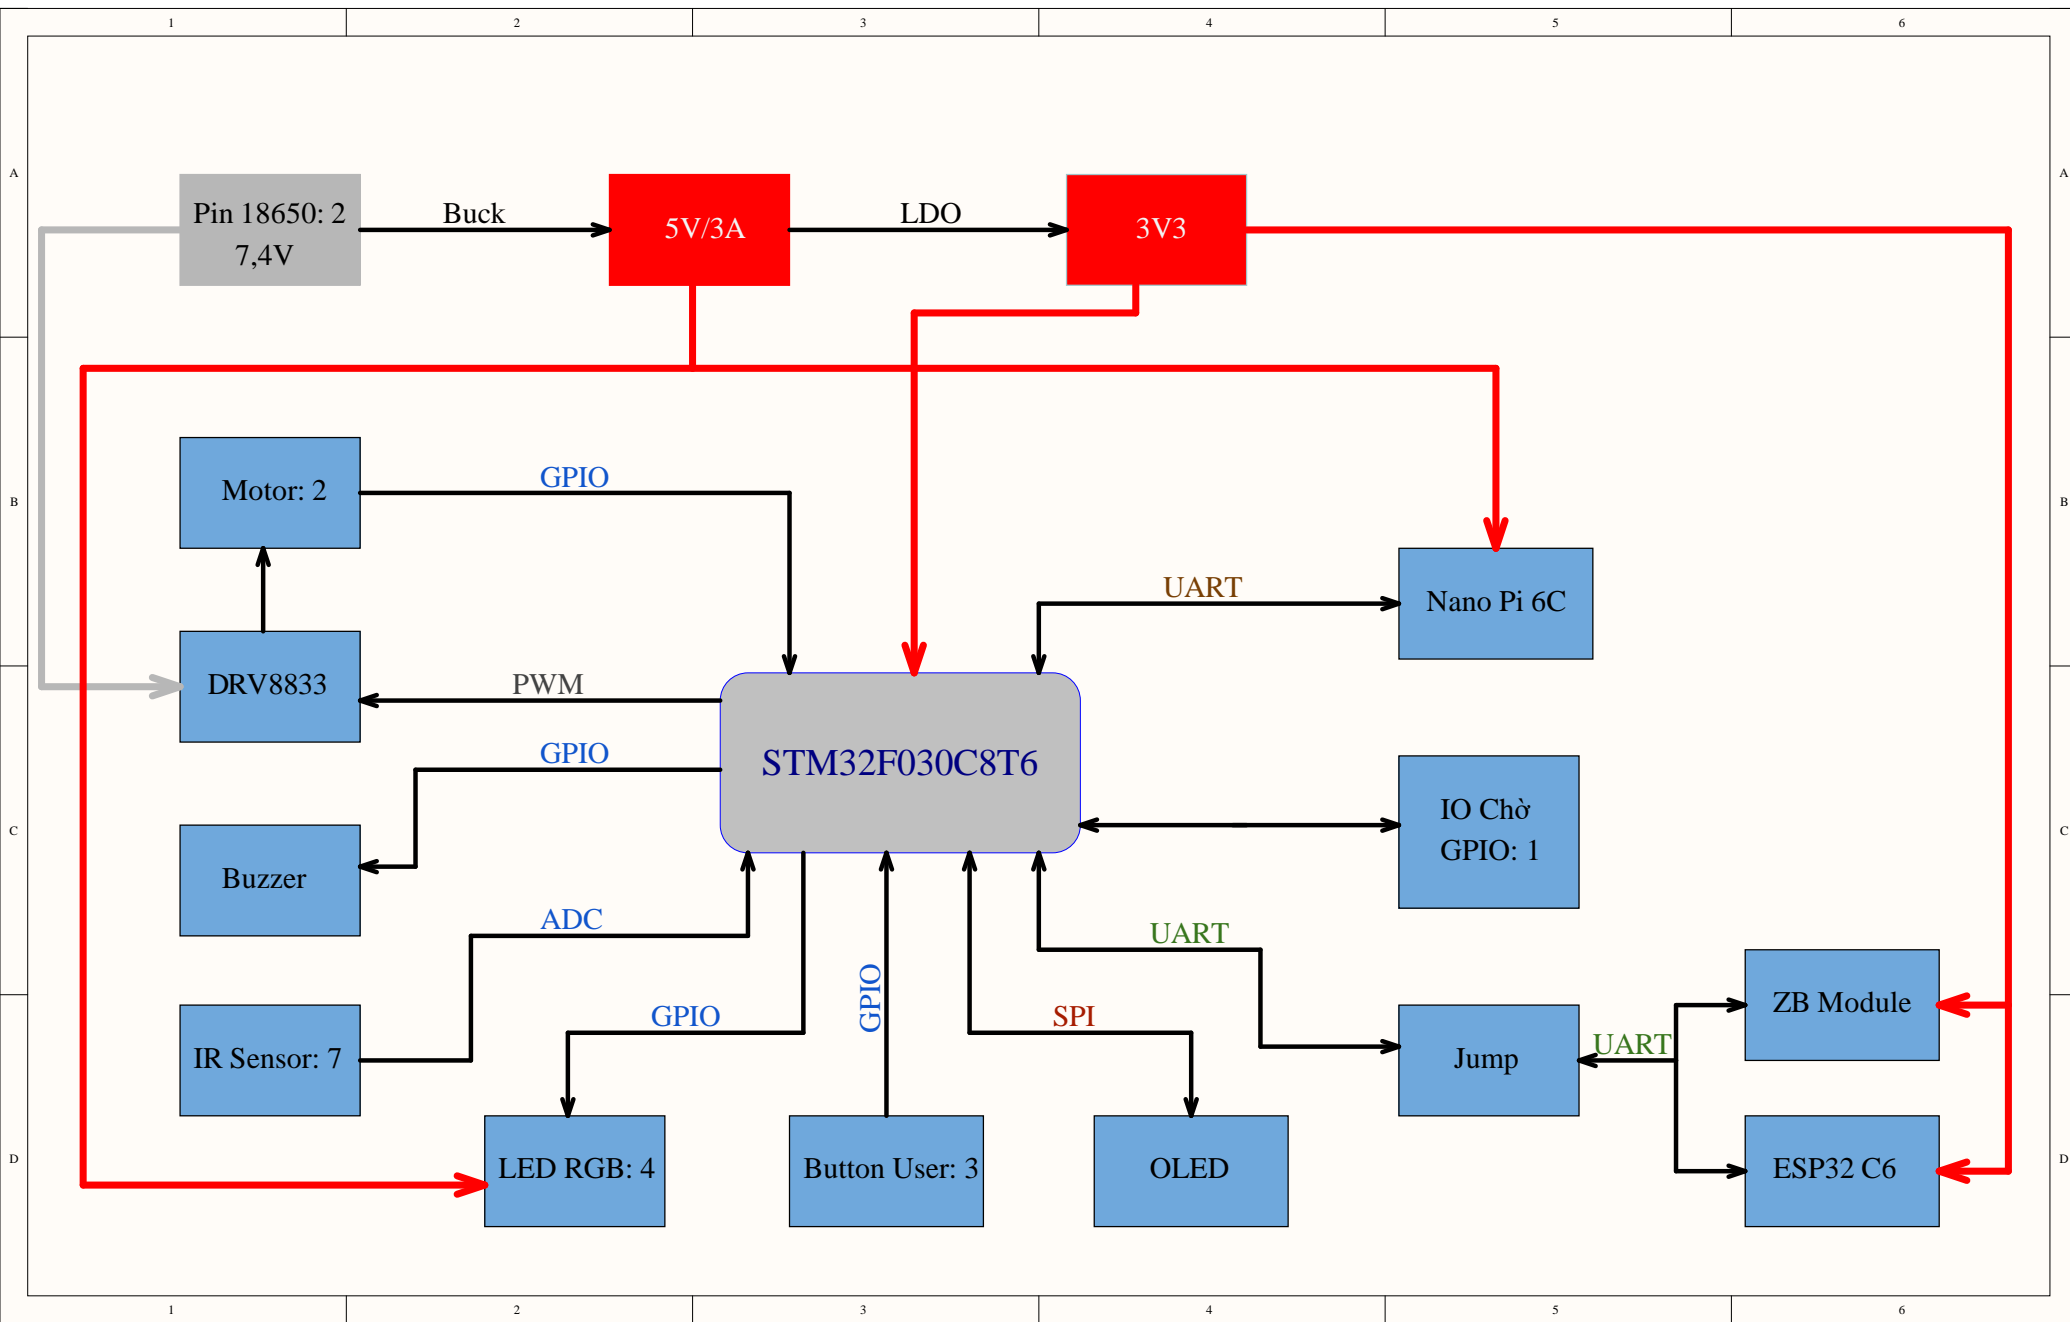 1 2 3 4 5 6
A A
Pin 18650: 2
7,4V
Buck
5V/3A
LDO
3V3
B B
Motor: 2
GPIO
UART
Nano Pi 6C
DRV8833
PWM
GPIO
STM32F030C8T6
IO Chờ
GPIO: 1
C C
Buzzer
ADC
UART
GPIO
SPI
GPIO
ZB Module
IR Sensor: 7
Jump
UART
D D
LED RGB: 4
Button User: 3
OLED
ESP32 C6
1 2 3 4 5 6